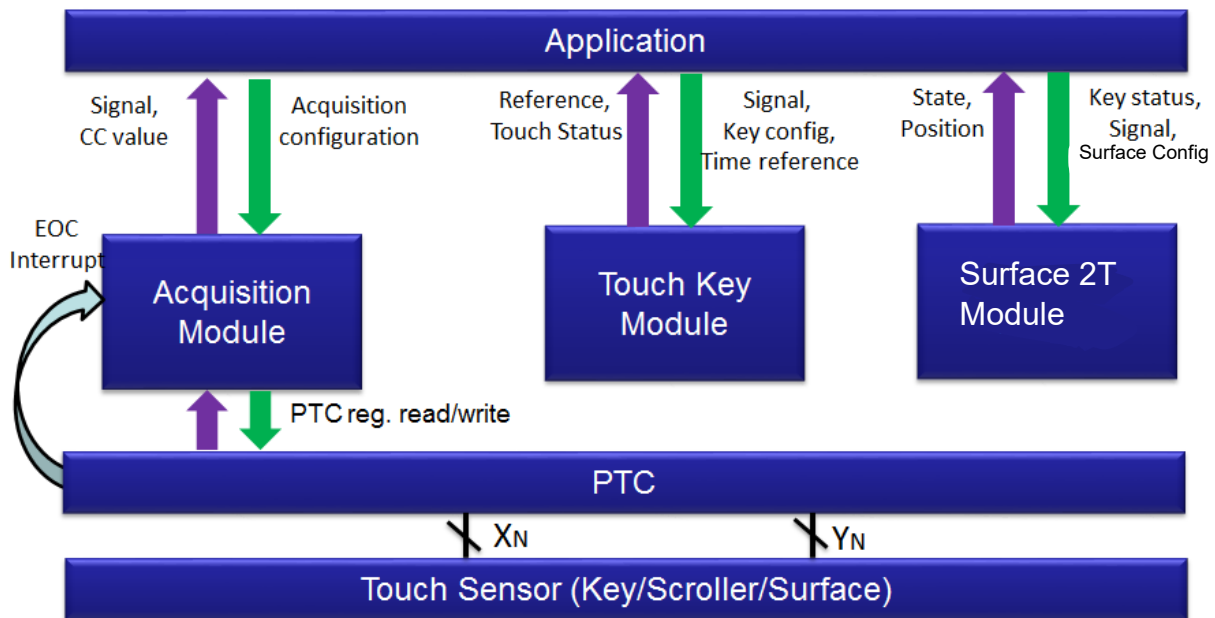 Application
Signal,
CC value
Acquisition
configuration
Reference,
Touch Status
Signal,
Key config,
Time reference
State,
Position
Key status,
Signal,
Surface Config
EOC
Interrupt
Acquisition
Module
Touch Key
Module
Surface 2T
Module
PTC reg. read/write
PTC
XN
YN
Touch Sensor (Key/Scroller/Surface)